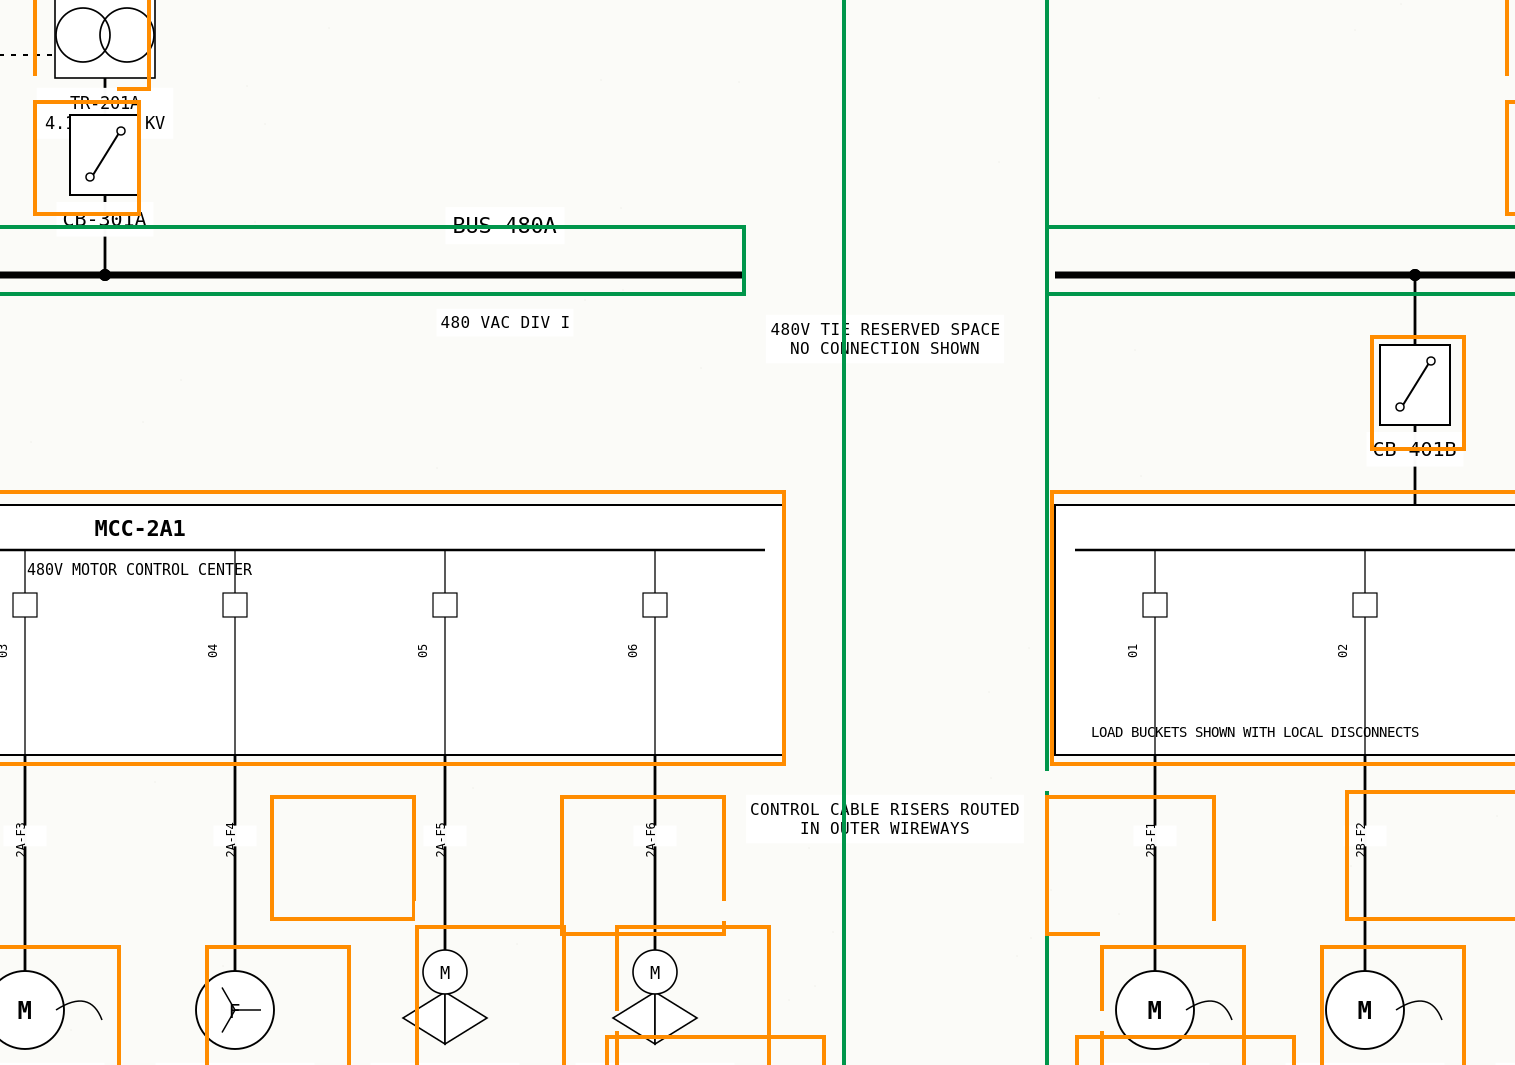 TR-201A
4.1 KV
CB-301A
BUS 480A
480 VAC DIV I
480V TIE RESERVED SPACE
NO CONNECTION SHOWN
CB-401B
MCC-2A1
480V MOTOR CONTROL CENTER
03
04
05
06
01
02
LOAD BUCKETS SHOWN WITH LOCAL DISCONNECTS
CONTROL CABLE RISERS ROUTED
IN OUTER WIREWAYS
2A-F3
2A-F4
2A-F5
2A-F6
2B-F1
2B-F2
M
F
M
M
M
M